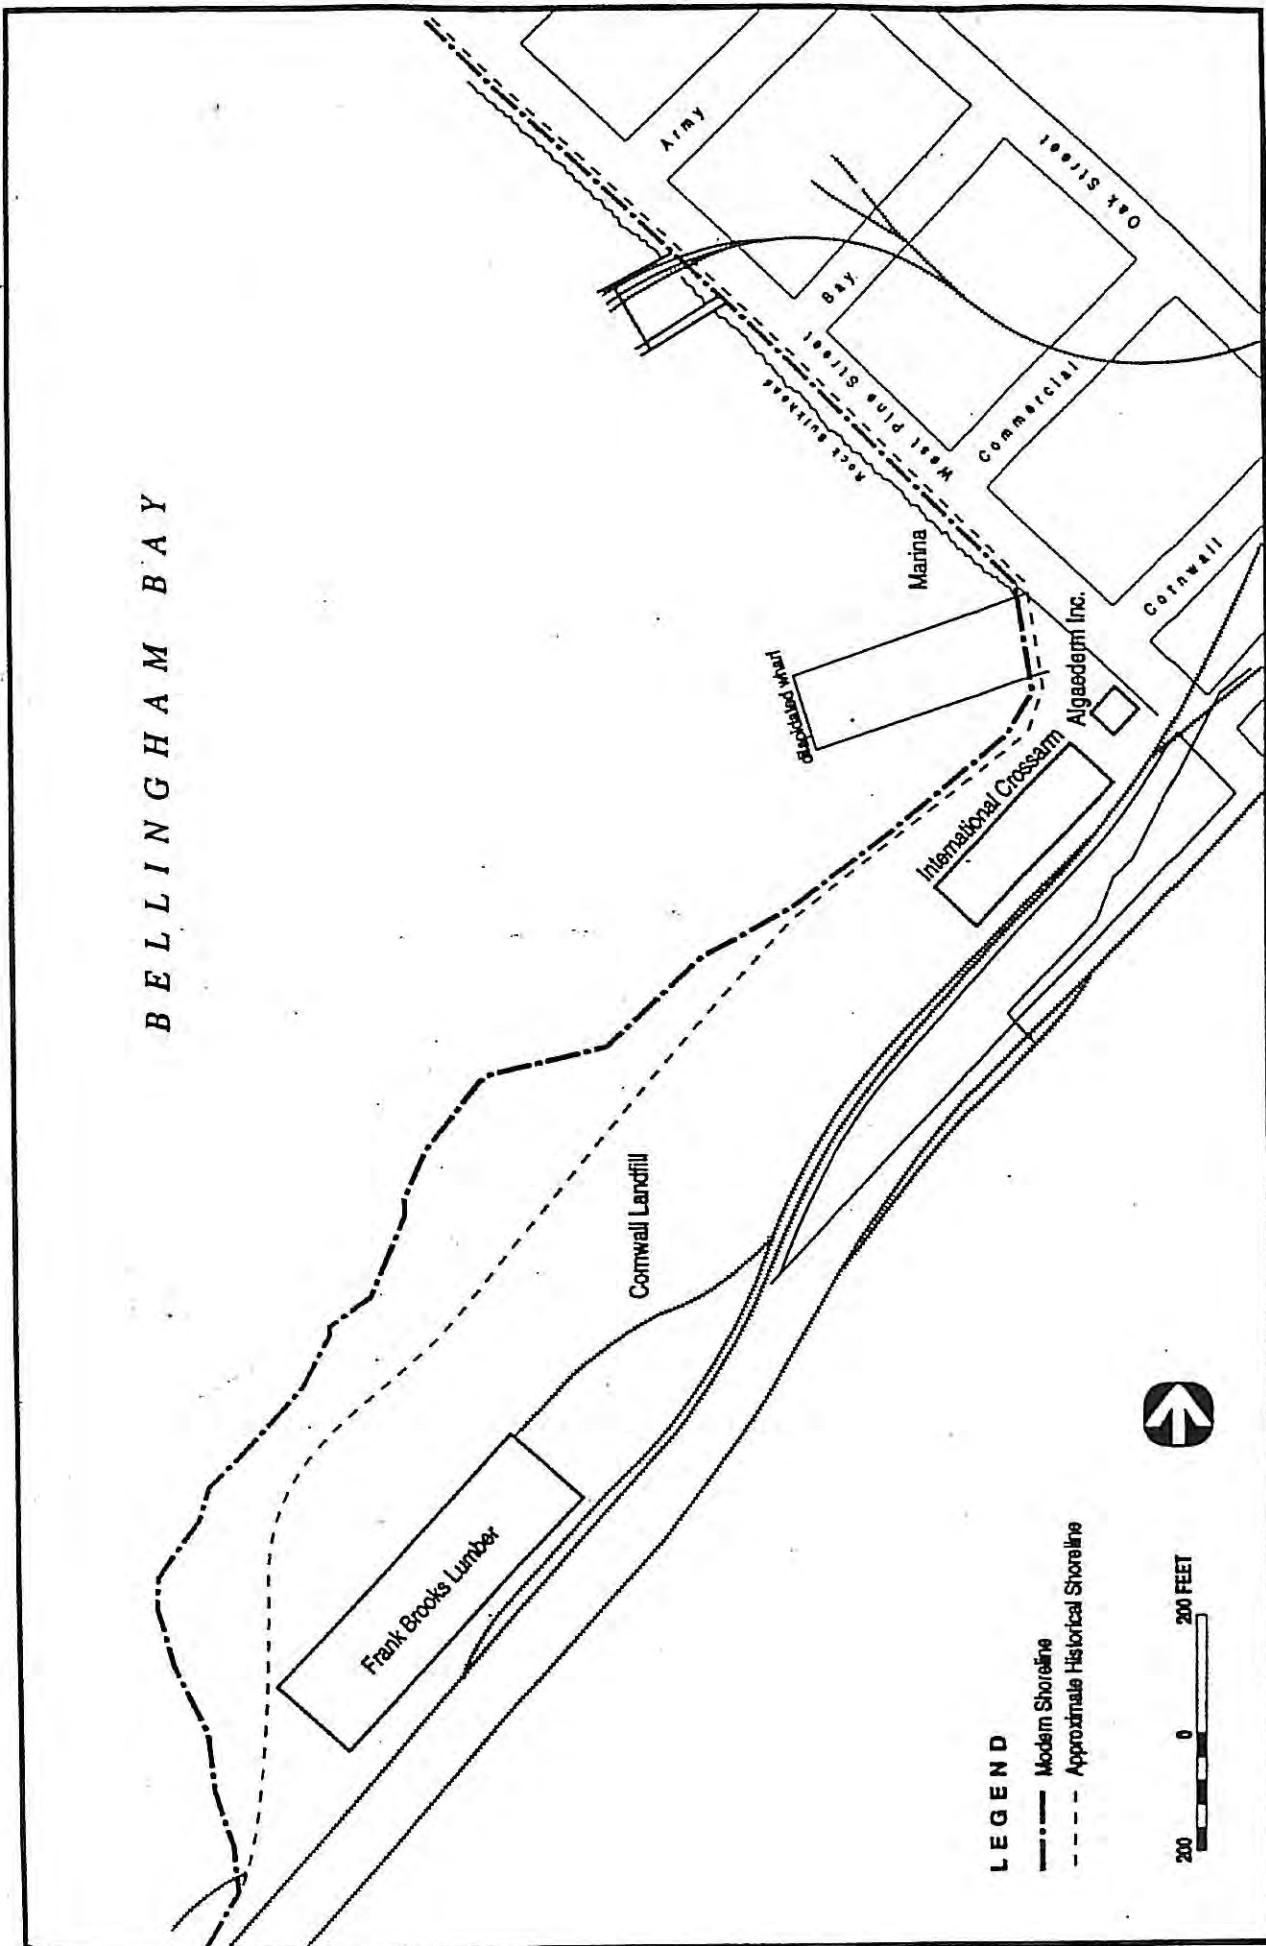 BELLINGHAM BAY
Army
Oak Street
Bay
West Pine Street
Rock Bulkhead
Commercial
Marina
Cornwall
dilapidated wharf
Algaederm Inc.
International Crossarm
Cornwall Landfill
Frank Brooks Lumber
LEGEND
Modern Shoreline
Approximate Historical Shoreline
200 0 200 FEET